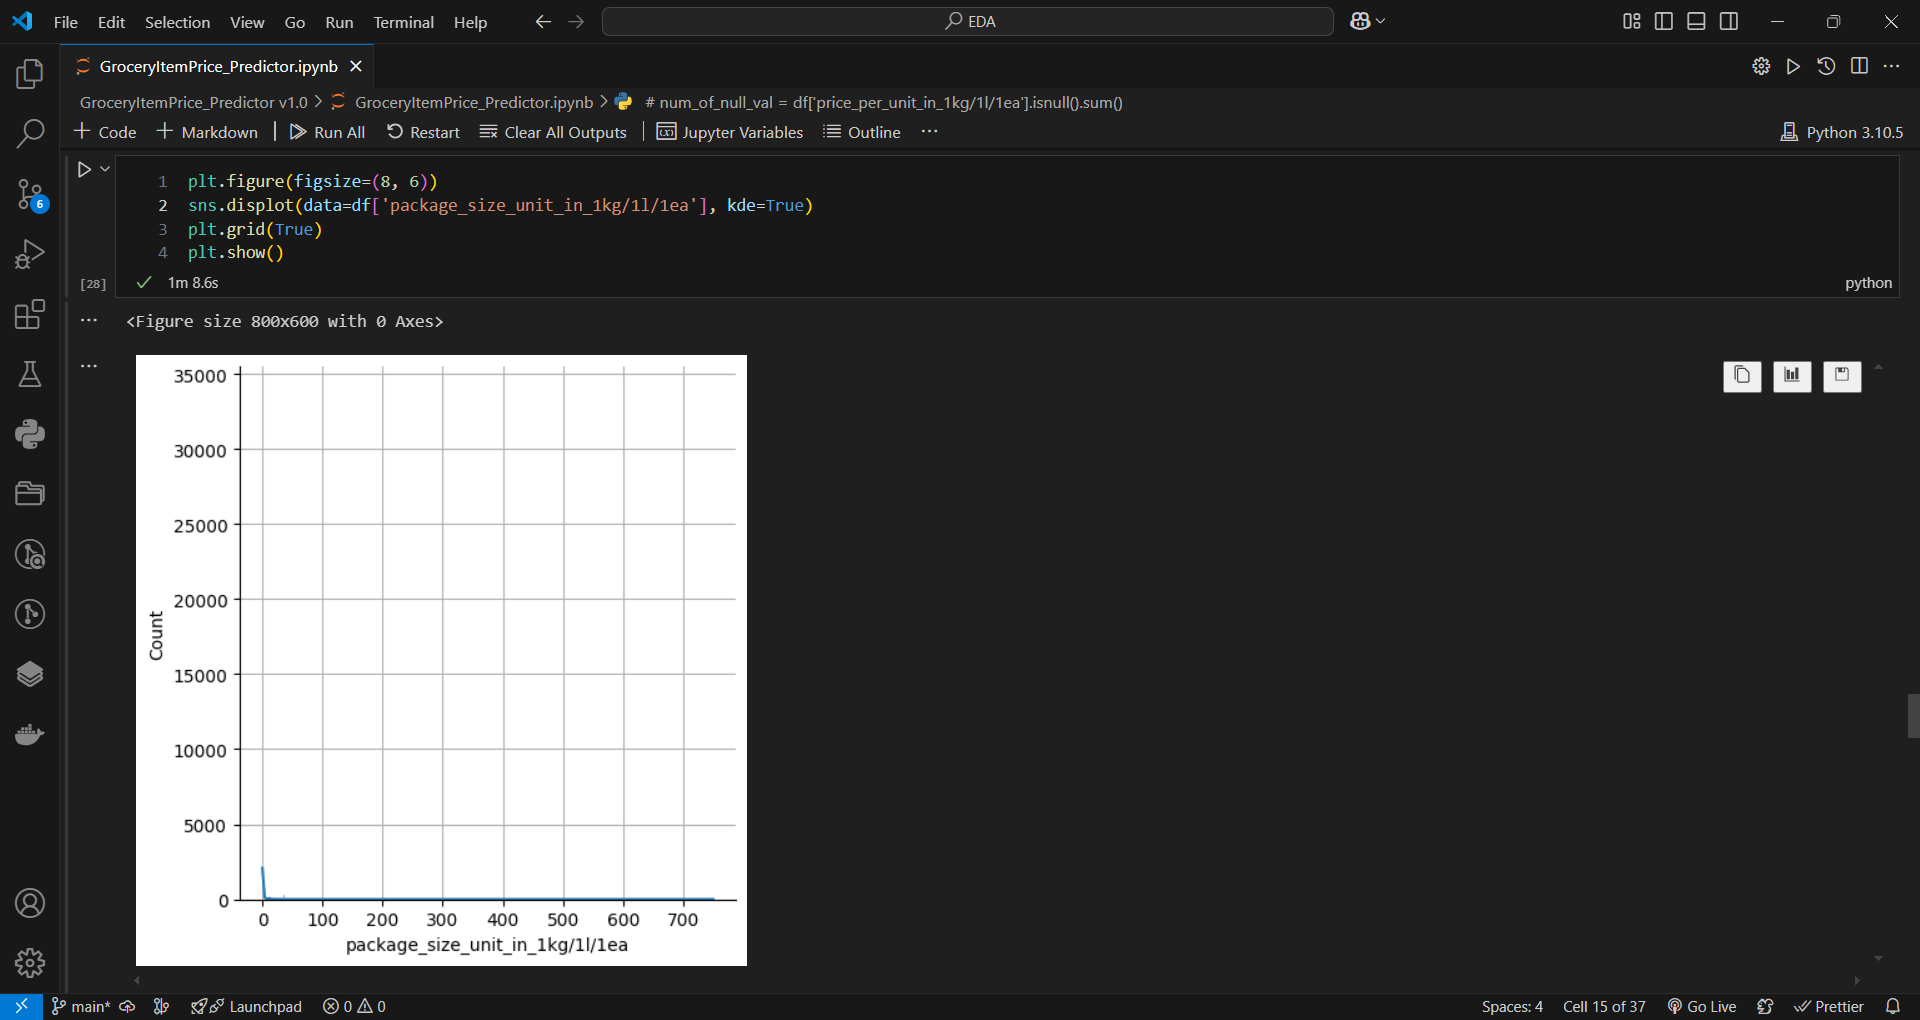 File Edit Selection View Go Run Terminal Help
EDA
GroceryItemPrice_Predictor.ipynb
GroceryItemPrice_Predictor v1.0 > GroceryItemPrice_Predictor.ipynb > # num_of_null_val = df['price_per_unit_in_1kg/1l/1ea'].isnull().sum()
+ Code + Markdown Run All Restart Clear All Outputs Jupyter Variables Outline ... Python 3.10.5
1 plt.figure(figsize=(8, 6))
2 sns.displot(data=df['package_size_unit_in_1kg/1l/1ea'], kde=True)
3 plt.grid(True)
4 plt.show()
[28] 1m 8.6s python
6
<Figure size 800x600 with 0 Axes>
35000
30000
25000
20000
15000
10000
5000
0
Count
0 100 200 300 400 500 600 700
package_size_unit_in_1kg/1l/1ea
main* Launchpad 0 0 Spaces: 4 Cell 15 of 37 Go Live Prettier